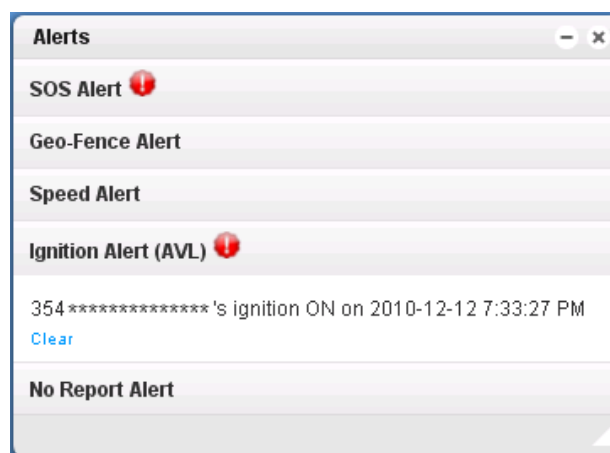 Alerts
SOS Alert
Geo-Fence Alert
Speed Alert
Ignition Alert (AVL)
354**************'s ignition ON on 2010-12-12 7:33:27 PM
Clear
No Report Alert